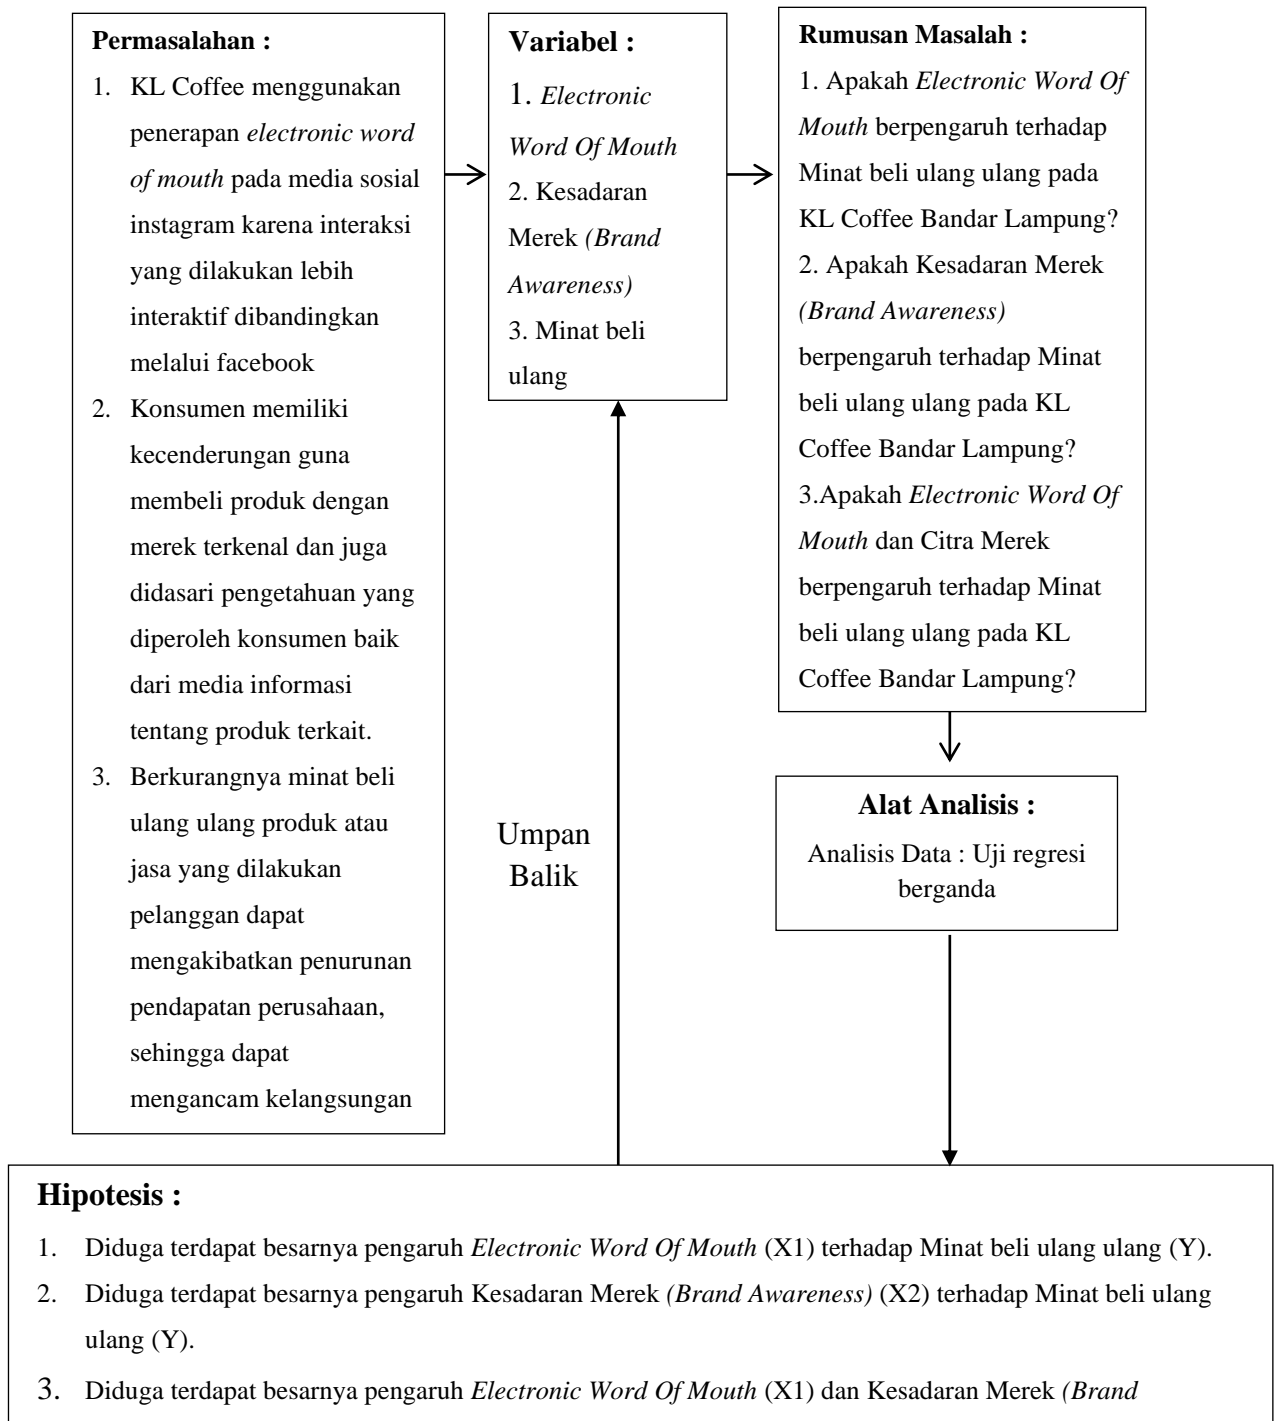 Permasalahan :
1. KL Coffee menggunakan
penerapan electronic word
of mouth pada media sosial
instagram karena interaksi
yang dilakukan lebih
interaktif dibandingkan
melalui facebook
2. Konsumen memiliki
kecenderungan guna
membeli produk dengan
merek terkenal dan juga
didasari pengetahuan yang
diperoleh konsumen baik
dari media informasi
tentang produk terkait.
3. Berkurangnya minat beli
ulang ulang produk atau
jasa yang dilakukan
pelanggan dapat
mengakibatkan penurunan
pendapatan perusahaan,
sehingga dapat
mengancam kelangsungan
Variabel :
1. Electronic
Word Of Mouth
2. Kesadaran
Merek (Brand
Awareness)
3. Minat beli
ulang
Rumusan Masalah :
1. Apakah Electronic Word Of
Mouth berpengaruh terhadap
Minat beli ulang ulang pada
KL Coffee Bandar Lampung?
2. Apakah Kesadaran Merek
(Brand Awareness)
berpengaruh terhadap Minat
beli ulang ulang pada KL
Coffee Bandar Lampung?
3.Apakah Electronic Word Of
Mouth dan Citra Merek
berpengaruh terhadap Minat
beli ulang ulang pada KL
Coffee Bandar Lampung?
Alat Analisis :
Analisis Data : Uji regresi
berganda
Umpan
Balik
Hipotesis :
1. Diduga terdapat besarnya pengaruh Electronic Word Of Mouth (X1) terhadap Minat beli ulang ulang (Y).
2. Diduga terdapat besarnya pengaruh Kesadaran Merek (Brand Awareness) (X2) terhadap Minat beli ulang
ulang (Y).
3. Diduga terdapat besarnya pengaruh Electronic Word Of Mouth (X1) dan Kesadaran Merek (Brand